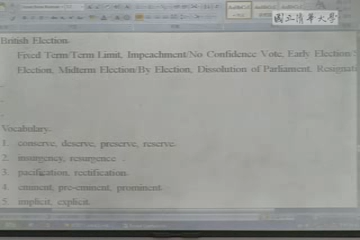 國立清華大學
British Election.
Fixed Term/Term Limit, Impeachment/No Confidence Vote, Early Election
Election, Midterm Election/By Election, Dissolution of Parliament,
Vocabulary.
1. conserve, deserve, preserve, reserve.
2. insurgency, resurgence.
3. pacification, rectification.
4. eminent, pre-eminent, prominent.
5. implicit, explicit.